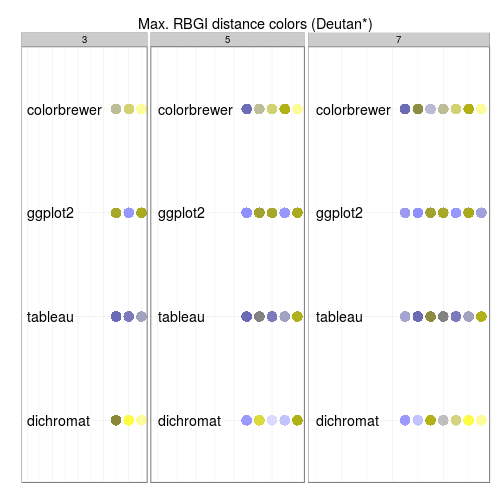 Max. RBGI distance colors (Deutan*)
3 5 7
colorbrewer colorbrewer colorbrewer
ggplot2 ggplot2 ggplot2
tableau tableau tableau
dichromat dichromat dichromat